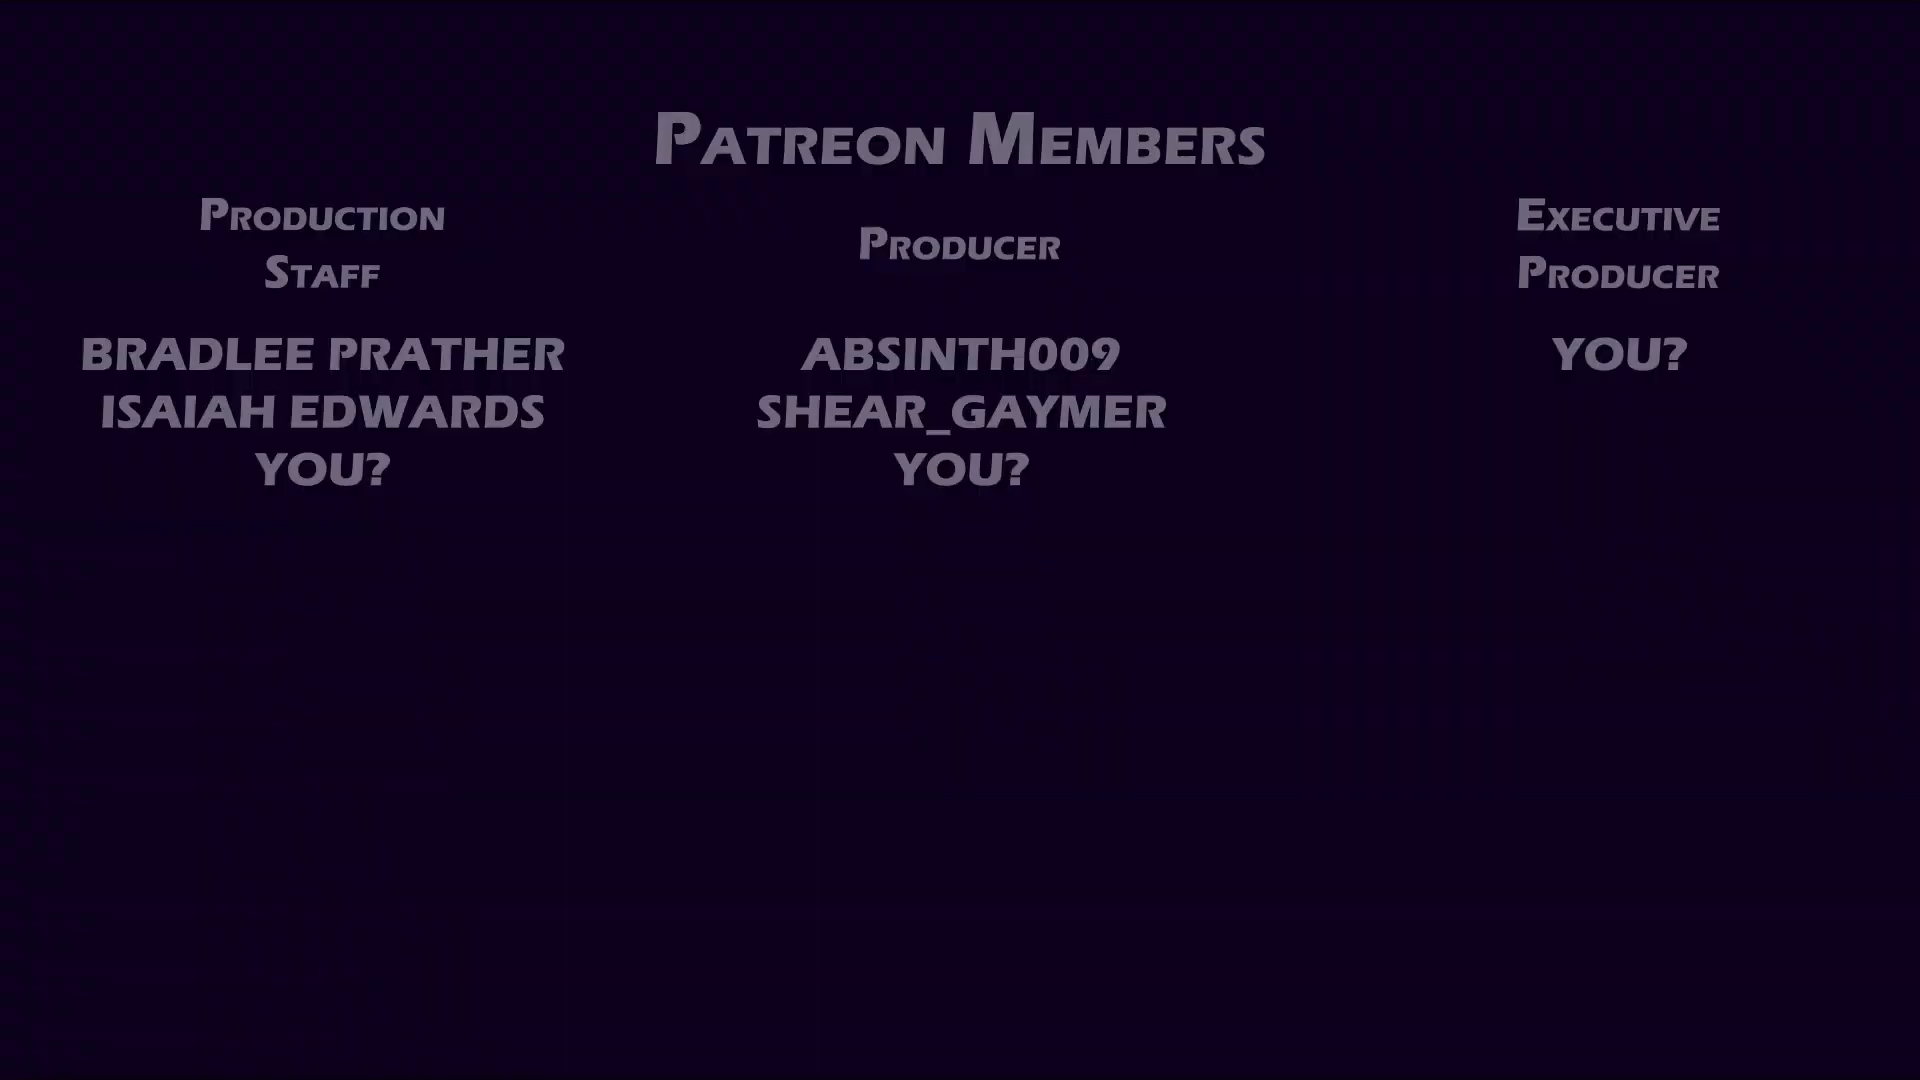 Patreon Members
Production
Staff
BRADLEE PRATHER
ISAIAH EDWARDS
YOU?
Producer
ABSINTH009
SHEAR_GAYMER
YOU?
Executive
Producer
YOU?